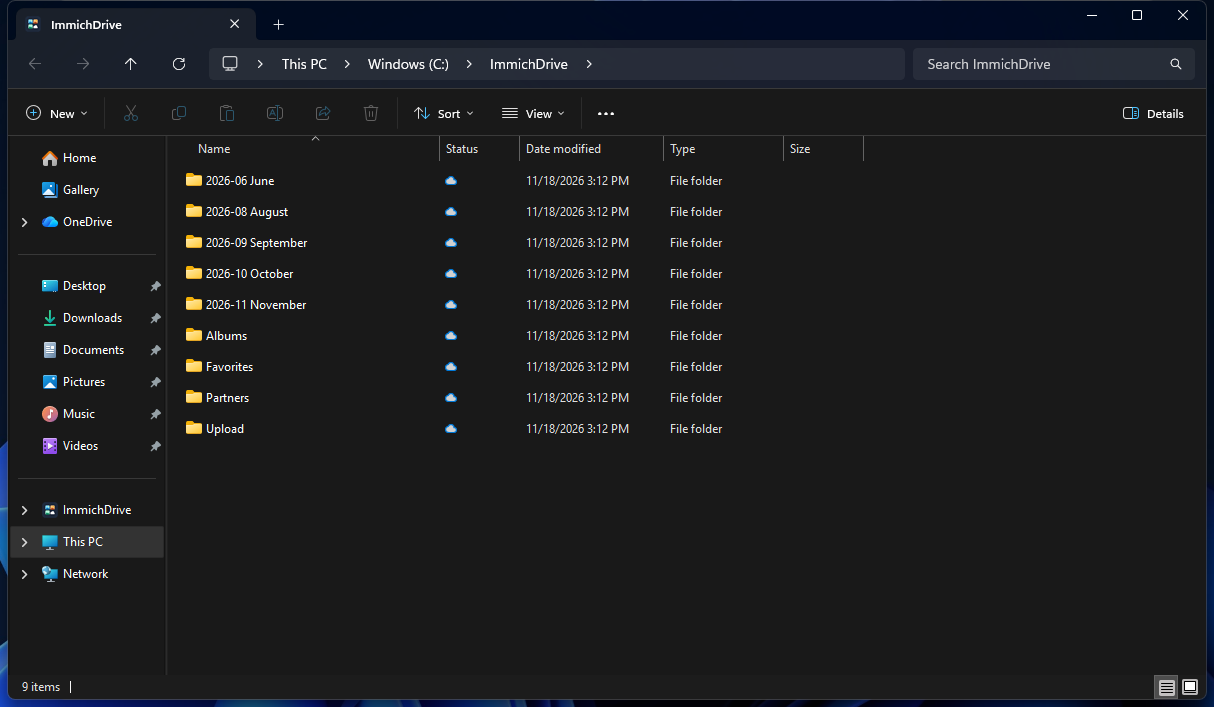 ImmichDrive
This PC Windows (C:) ImmichDrive
Search ImmichDrive
New Sort View Details
Name Status Date modified Type Size
Home
Gallery
OneDrive
Desktop
Downloads
Documents
Pictures
Music
Videos
ImmichDrive
This PC
Network
2026-06 June 11/18/2026 3:12 PM File folder
2026-08 August 11/18/2026 3:12 PM File folder
2026-09 September 11/18/2026 3:12 PM File folder
2026-10 October 11/18/2026 3:12 PM File folder
2026-11 November 11/18/2026 3:12 PM File folder
Albums 11/18/2026 3:12 PM File folder
Favorites 11/18/2026 3:12 PM File folder
Partners 11/18/2026 3:12 PM File folder
Upload 11/18/2026 3:12 PM File folder
9 items